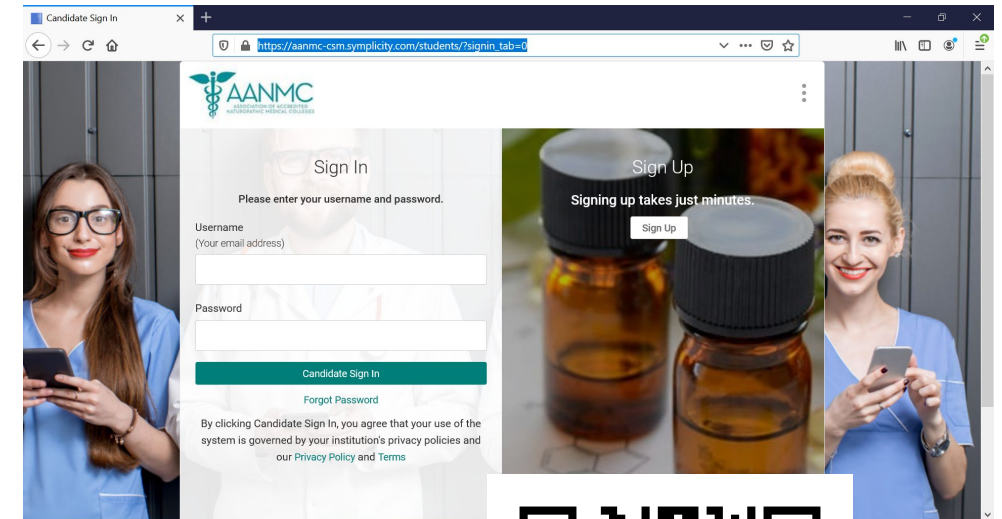 Candidate Sign In
https://aanmc-csm.symplicity.com/students/?signin_tab=0
AANMC
ASSOCIATION OF ACCREDITED
NATUROPATHIC MEDICAL COLLEGES
Sign In
Please enter your username and password.
Username
(Your email address)
Password
Candidate Sign In
Forgot Password
By clicking Candidate Sign In, you agree that your use of the
system is governed by your institution's privacy policies and
our Privacy Policy and Terms
Sign Up
Signing up takes just minutes.
Sign Up